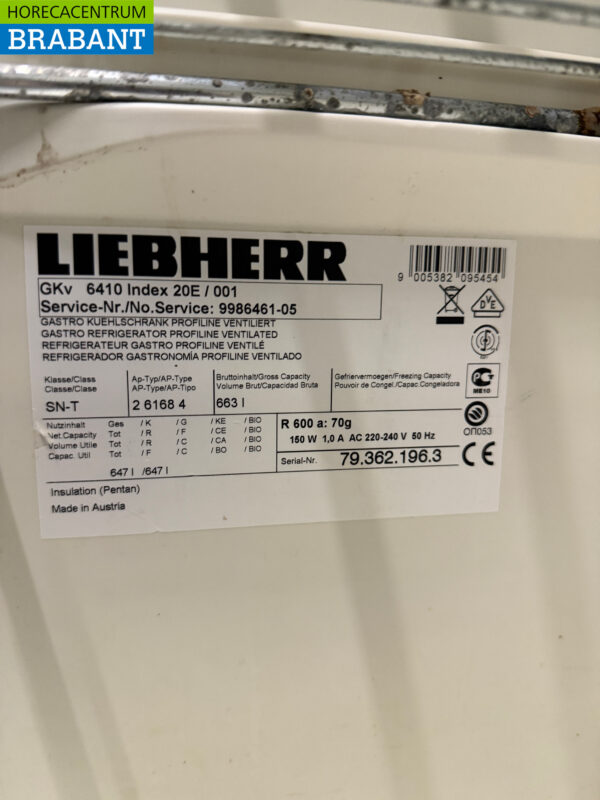 HORECACENTRUM
BRABANT
LIEBHERR
9 005382 095454
GKv 6410 Index 20E / 001
Service-Nr./No.Service: 9986461-05
GASTRO KUEHLSCHRANK PROFILINE VENTILIERT
GASTRO REFRIGERATOR PROFILINE VENTILATED
REFRIGERATEUR GASTRO PROFILINE VENTILÉ
REFRIGERADOR GASTRONOMÍA PROFILINE VENTILADO
Klasse/Class
Classe/Clase
SN-T
Ap-Typ/AP-Type
AP-Type/AP-Tipo
2 6168 4
Bruttoinhalt/Gross Capacity
Volume Brut/Capacidad Bruta
663 l
Gefriervermoegen/Freezing Capacity
Pouvoir de Congel./Capac.Congeladora
Nutzinhalt Ges / K / G / KE / BIO
Net.Capacity Tot / R / F / CE / BIO
Volume Utile Tot / R / C / CA / BIO
Capac. Util Tot / F / C / BO / BIO
647 l /647 l
R 600 a: 70g
150 W 1,0 A AC 220-240 V 50 Hz
Serial-Nr. 79.362.196.3
Insulation (Pentan)
Made in Austria
VDE
ME10
ОП053
CE